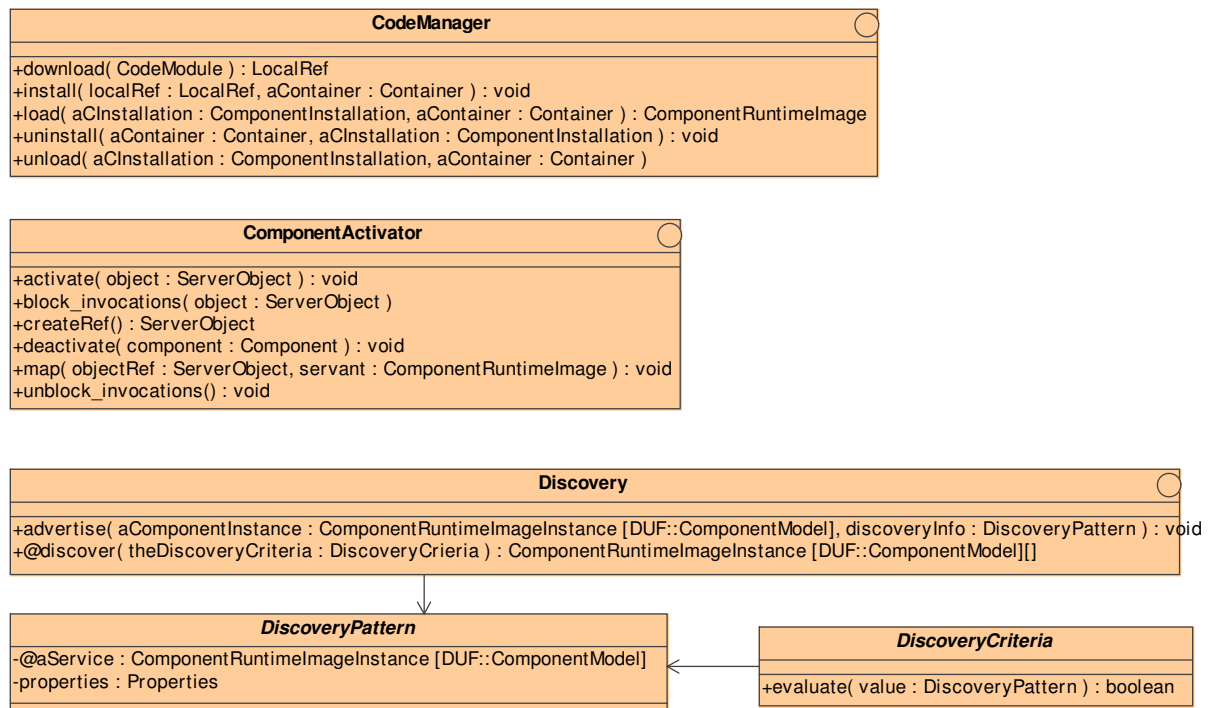 CodeManager
+download( CodeModule ) : LocalRef
+install( localRef : LocalRef, aContainer : Container ) : void
+load( aCInstallation : ComponentInstallation, aContainer : Container ) : ComponentRuntimeImage
+uninstall( aContainer : Container, aCInstallation : ComponentInstallation ) : void
+unload( aCInstallation : ComponentInstallation, aContainer : Container )
ComponentActivator
+activate( object : ServerObject ) : void
+block_invocations( object : ServerObject )
+createRef() : ServerObject
+deactivate( component : Component ) : void
+map( objectRef : ServerObject, servant : ComponentRuntimeImage ) : void
+unblock_invocations() : void
Discovery
+advertise( aComponentInstance : ComponentRuntimeImageInstance [DUF::ComponentModel], discoveryInfo : DiscoveryPattern ) : void
+@discover( theDiscoveryCriteria : DiscoveryCrieria ) : ComponentRuntimeImageInstance [DUF::ComponentModel][]
DiscoveryPattern
-@aService : ComponentRuntimeImageInstance [DUF::ComponentModel]
-properties : Properties
DiscoveryCriteria
+evaluate( value : DiscoveryPattern ) : boolean